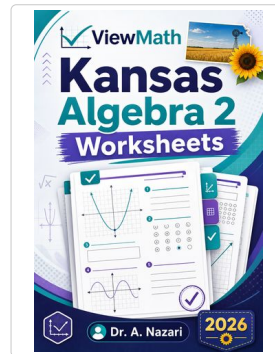 ViewMath
Kansas
Algebra 2
Worksheets
Dr. A. Nazari
2026